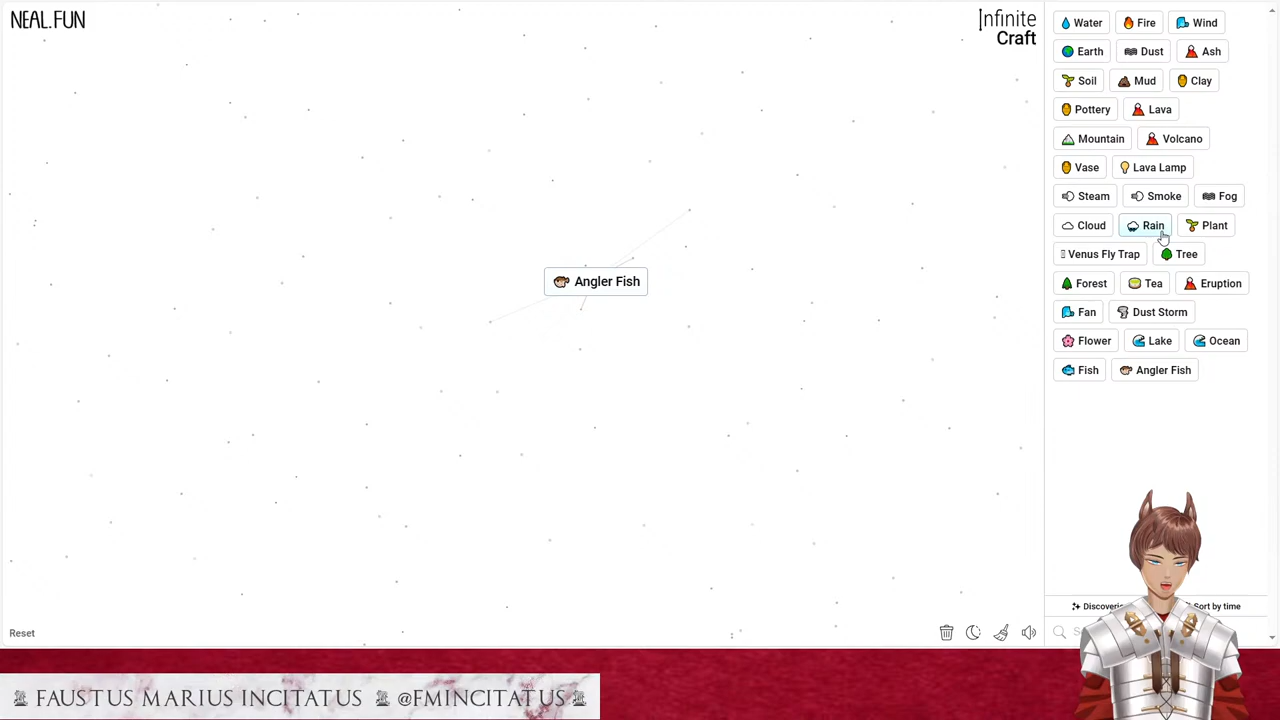 NEAL.FUN
Infinite
Craft
Water Fire Wind
Earth Dust Ash
Soil Mud Clay
Pottery Lava
Mountain Volcano
Vase Lava Lamp
Steam Smoke Fog
Cloud Rain Plant
Venus Fly Trap Tree
Forest Tea Eruption
Fan Dust Storm
Flower Lake Ocean
Fish Angler Fish
Angler Fish
Sort by time
Reset
FAUSTUS MARIUS INCITATUS @FMINCITATUS